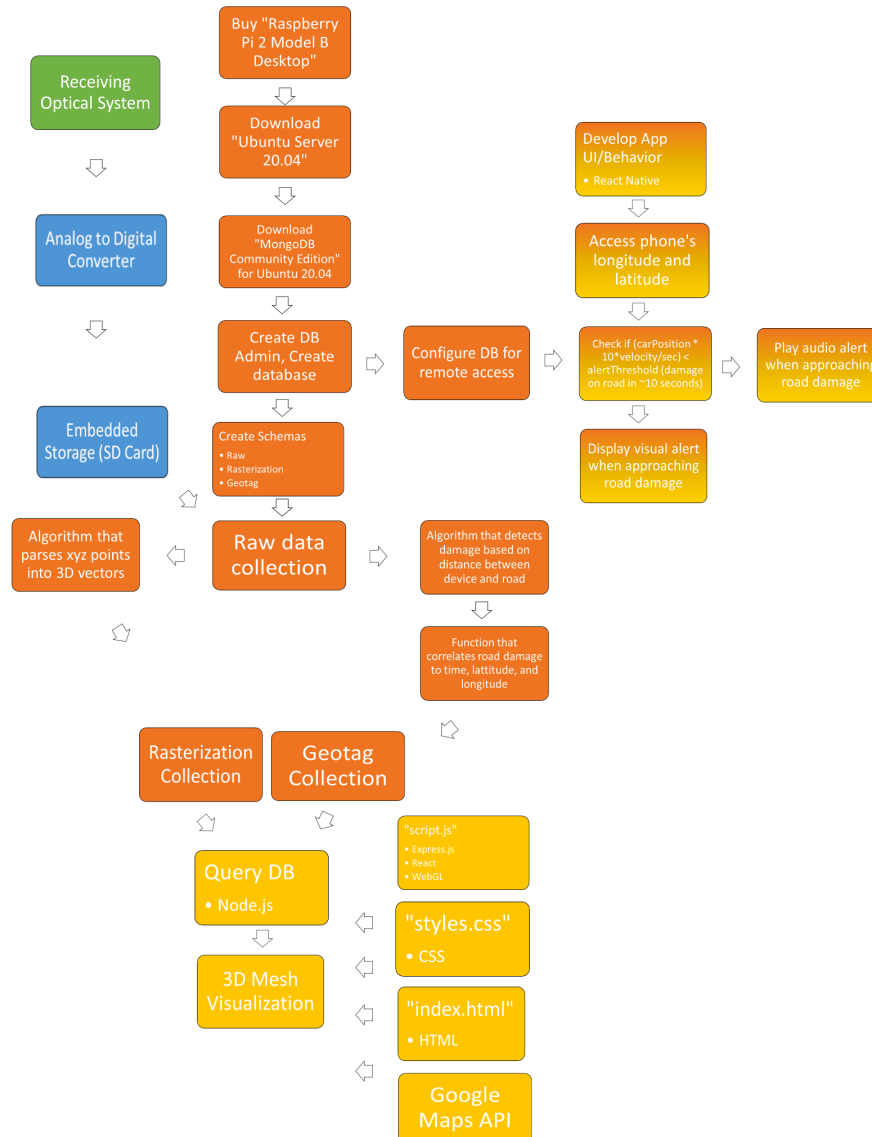 Buy "Raspberry
Pi 2 Model B
Desktop"
Receiving
Optical System
Download
"Ubuntu Server
20.04"
Develop App
UI/Behavior
• React Native
Analog to Digital
Converter
Download
"MongoDB
Community Edition"
for Ubuntu 20.04
Access phone's
longitude and
latitude
Create DB
Admin, Create
database
Configure DB for
remote access
Check if (carPosition *
10*velocity/sec) <
alertThreshold (damage
on road in ~10 seconds)
Play audio alert
when approaching
road damage
Embedded
Storage (SD Card)
Create Schemas
• Raw
• Rasterization
• Geotag
Display visual alert
when approaching
road damage
Algorithm that
parses xyz points
into 3D vectors
Raw data
collection
Algorithm that detects
damage based on
distance between
device and road
Function that
correlates road damage
to time, lattitude, and
longitude
Rasterization
Collection
Geotag
Collection
"script.js"
• Express.js
• React
• WebGL
Query DB
• Node.js
"styles.css"
• CSS
3D Mesh
Visualization
"index.html"
• HTML
Google
Maps API